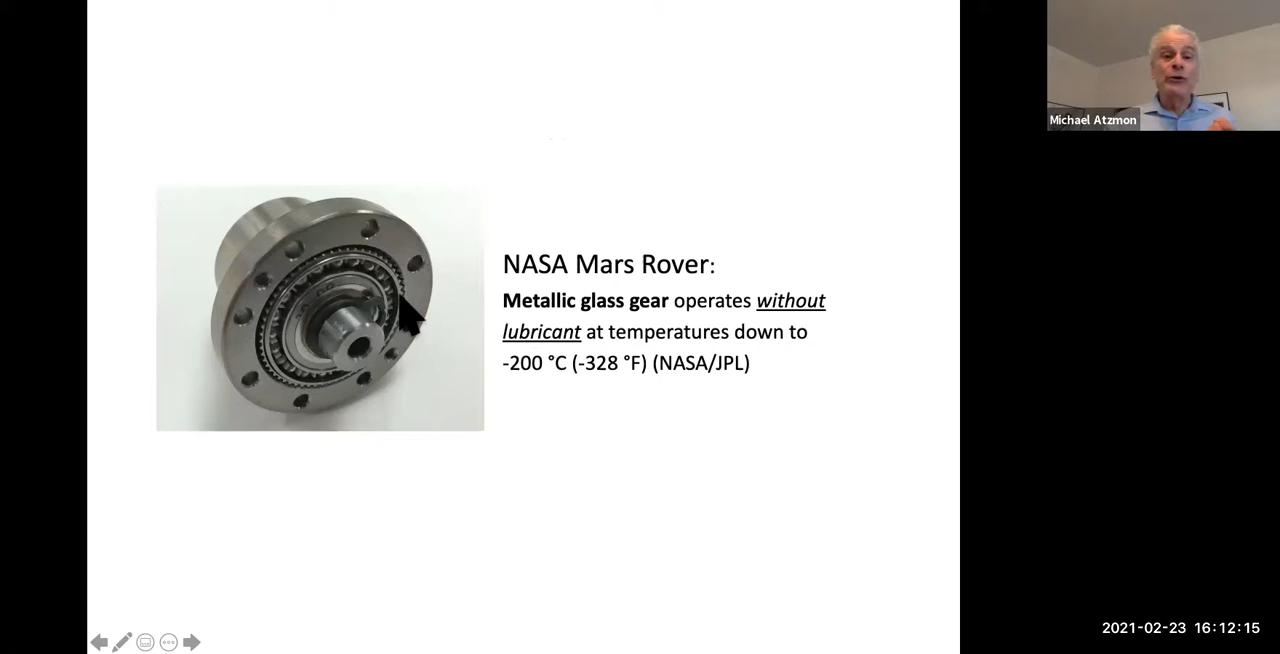 Michael Atzmon
NASA Mars Rover:
Metallic glass gear operates without
lubricant at temperatures down to
-200 °C (-328 °F) (NASA/JPL)
2021-02-23 16:12:15